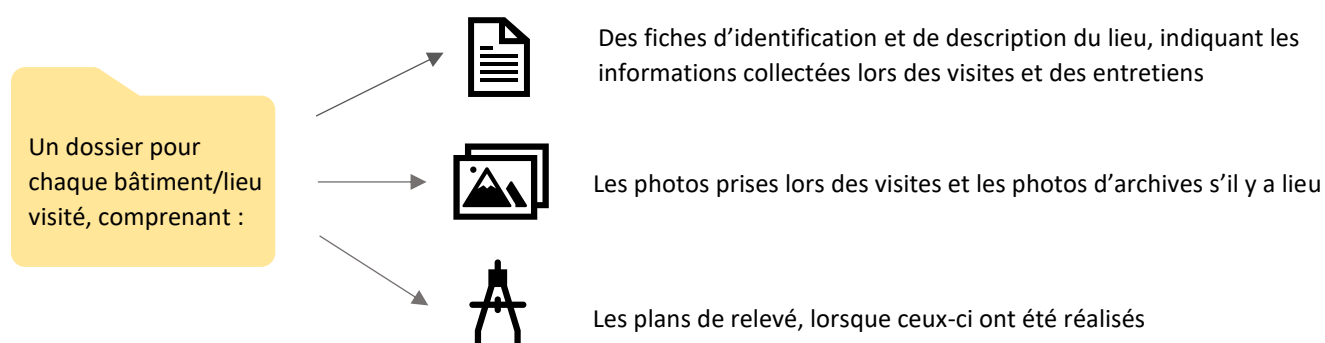 Un dossier pour
chaque bâtiment/lieu
visité, comprenant :
Des fiches d’identification et de description du lieu, indiquant les
informations collectées lors des visites et des entretiens
Les photos prises lors des visites et les photos d’archives s’il y a lieu
Les plans de relevé, lorsque ceux-ci ont été réalisés